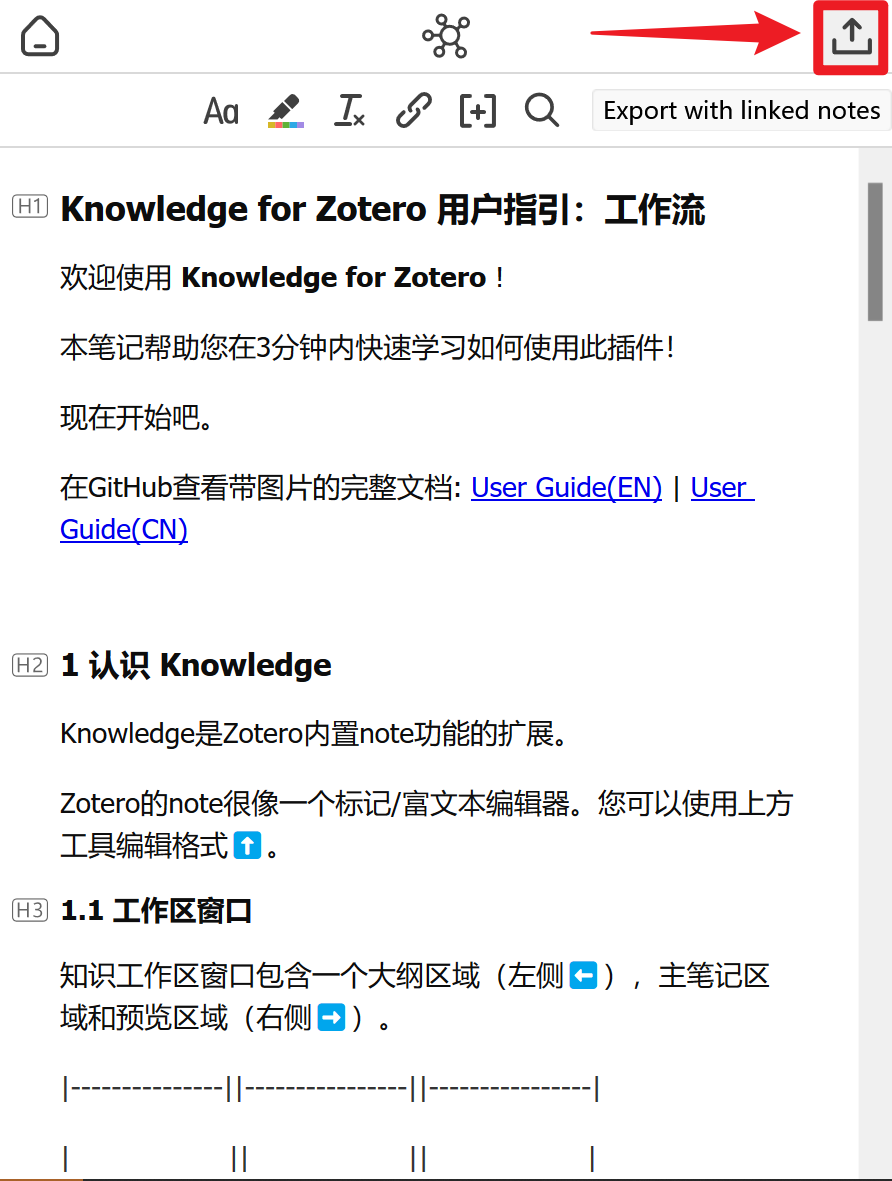 Aa
Export with linked notes
H1 Knowledge for Zotero 用户指引：工作流
欢迎使用 Knowledge for Zotero！
本笔记帮助您在3分钟内快速学习如何使用此插件！
现在开始吧。
在GitHub查看带图片的完整文档: User Guide(EN) | User
Guide(CN)
H2 1 认识 Knowledge
Knowledge是Zotero内置note功能的扩展。
Zotero的note很像一个标记/富文本编辑器。您可以使用上方
工具编辑格式⬆️。
H3 1.1 工作区窗口
知识工作区窗口包含一个大纲区域（左侧⬅️），主笔记区
域和预览区域（右侧➡️）。
|---------------||----------------||----------------|
| || || |